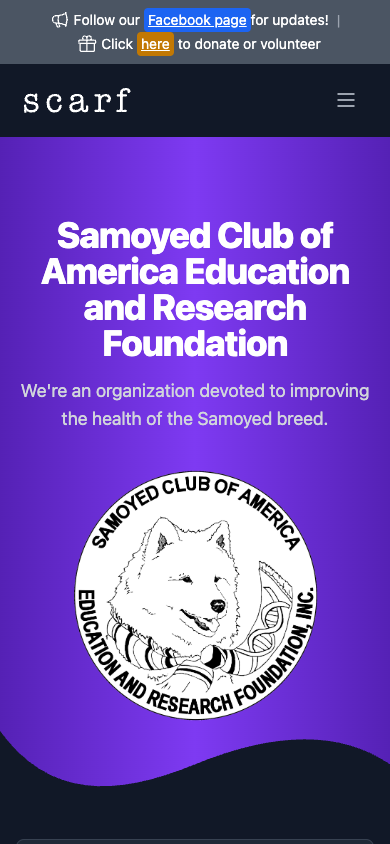 Follow our Facebook page for updates! |
Click here to donate or volunteer
scarf
Samoyed Club of
America Education
and Research
Foundation
We're an organization devoted to improving
the health of the Samoyed breed.
SAMOYED CLUB OF AMERICA
EDUCATION AND RESEARCH FOUNDATION, INC.